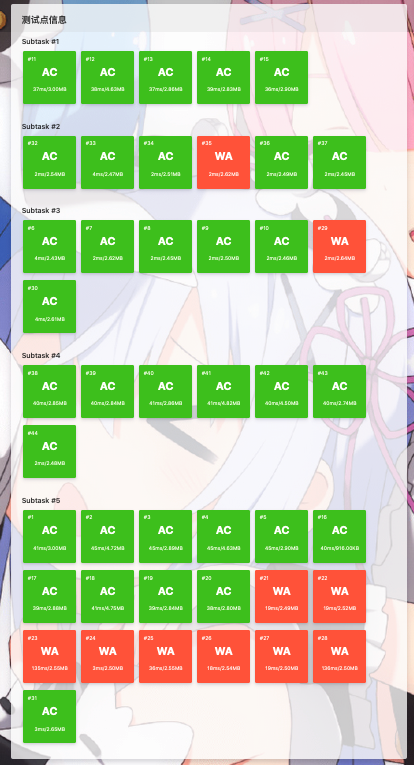 测试点信息
Subtask #1
#11 #12 #13 #14 #15
AC AC AC AC AC
37ms/3.00MB 38ms/4.63MB 37ms/2.86MB 39ms/2.83MB 36ms/2.90MB
Subtask #2
#32 #33 #34 #35 #36 #37
AC AC AC WA AC AC
2ms/2.54MB 4ms/2.47MB 2ms/2.51MB 2ms/2.62MB 2ms/2.49MB 2ms/2.45MB
Subtask #3
#6 #7 #8 #9 #10 #29
AC AC AC AC AC WA
4ms/2.43MB 2ms/2.62MB 2ms/2.45MB 2ms/2.50MB 2ms/2.46MB 2ms/2.64MB
#30
AC
4ms/2.61MB
Subtask #4
#38 #39 #40 #41 #42 #43
AC AC AC AC AC AC
40ms/2.85MB 40ms/2.84MB 41ms/2.86MB 41ms/4.82MB 40ms/4.50MB 40ms/2.74MB
#44
AC
2ms/2.48MB
Subtask #5
#1 #2 #3 #4 #5 #16
AC AC AC AC AC AC
41ms/3.00MB 45ms/4.72MB 45ms/2.89MB 45ms/4.63MB 45ms/2.90MB 40ms/916.00KB
#17 #18 #19 #20 #21 #22
AC AC AC AC WA WA
39ms/2.88MB 41ms/4.75MB 39ms/2.84MB 38ms/2.80MB 19ms/2.49MB 19ms/2.52MB
#23 #24 #25 #26 #27 #28
WA WA WA WA WA WA
135ms/2.55MB 2ms/2.50MB 36ms/2.55MB 18ms/2.54MB 19ms/2.50MB 136ms/2.50MB
#31
AC
3ms/2.65MB